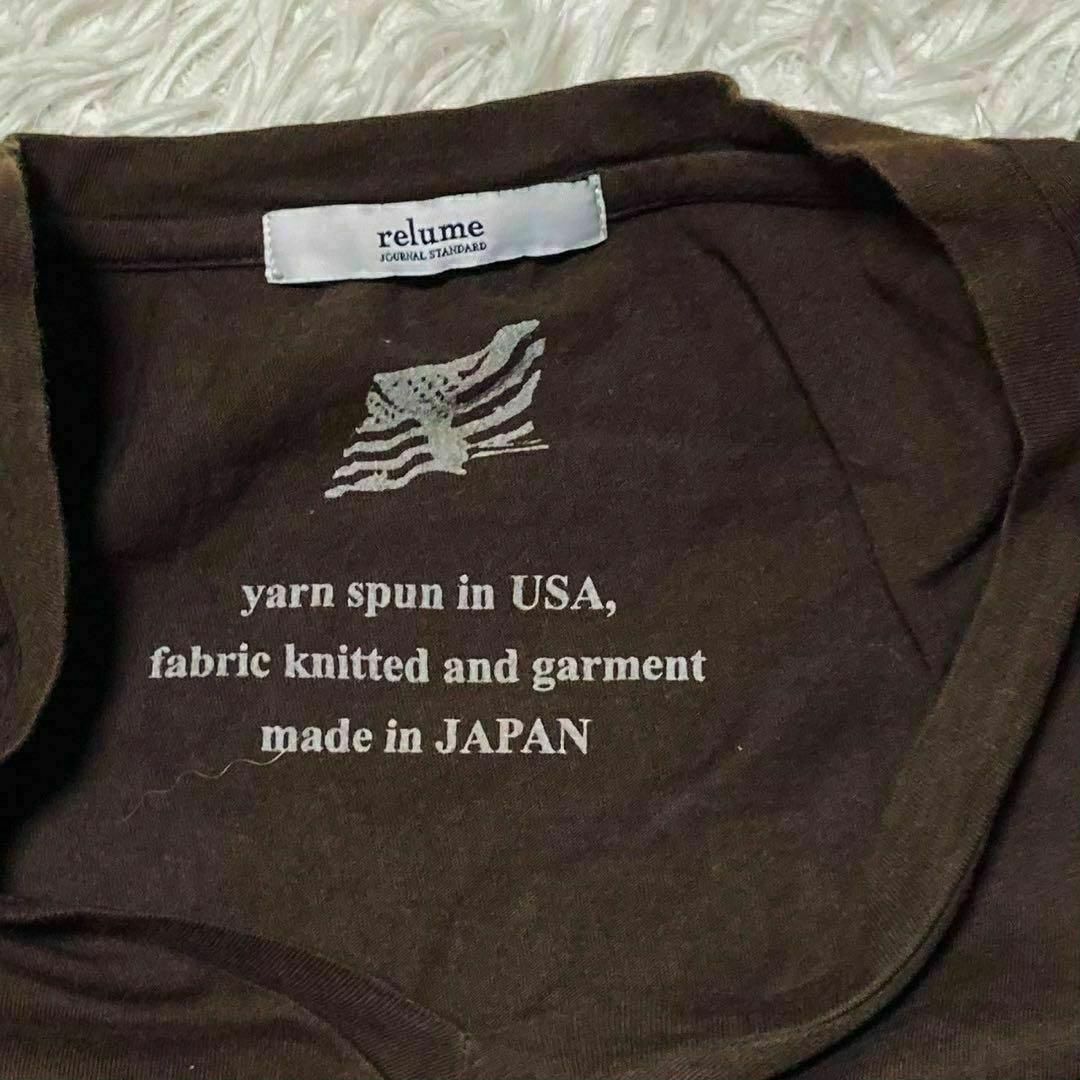 relume
JOURNAL STANDARD
yarn spun in USA,
fabric knitted and garment
made in JAPAN